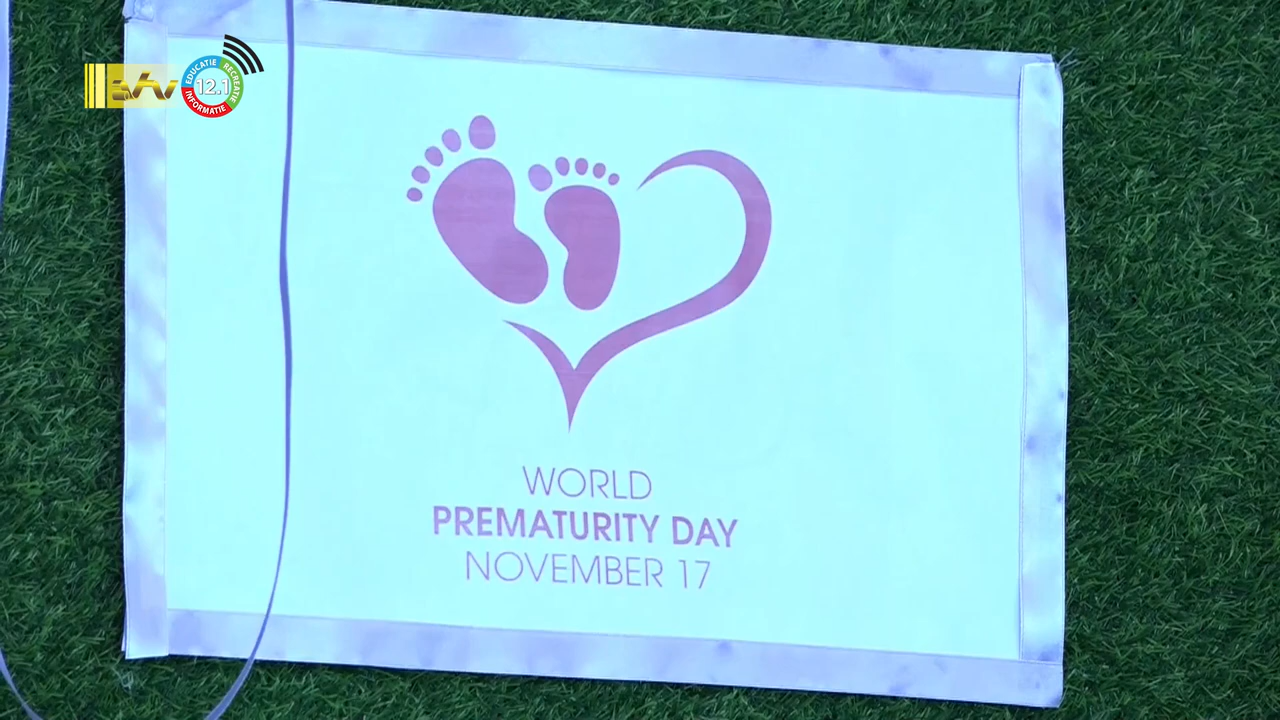 EDUCATIE RECREATIE
12.1
INFORMATIE
WORLD
PREMATURITY DAY
NOVEMBER 17